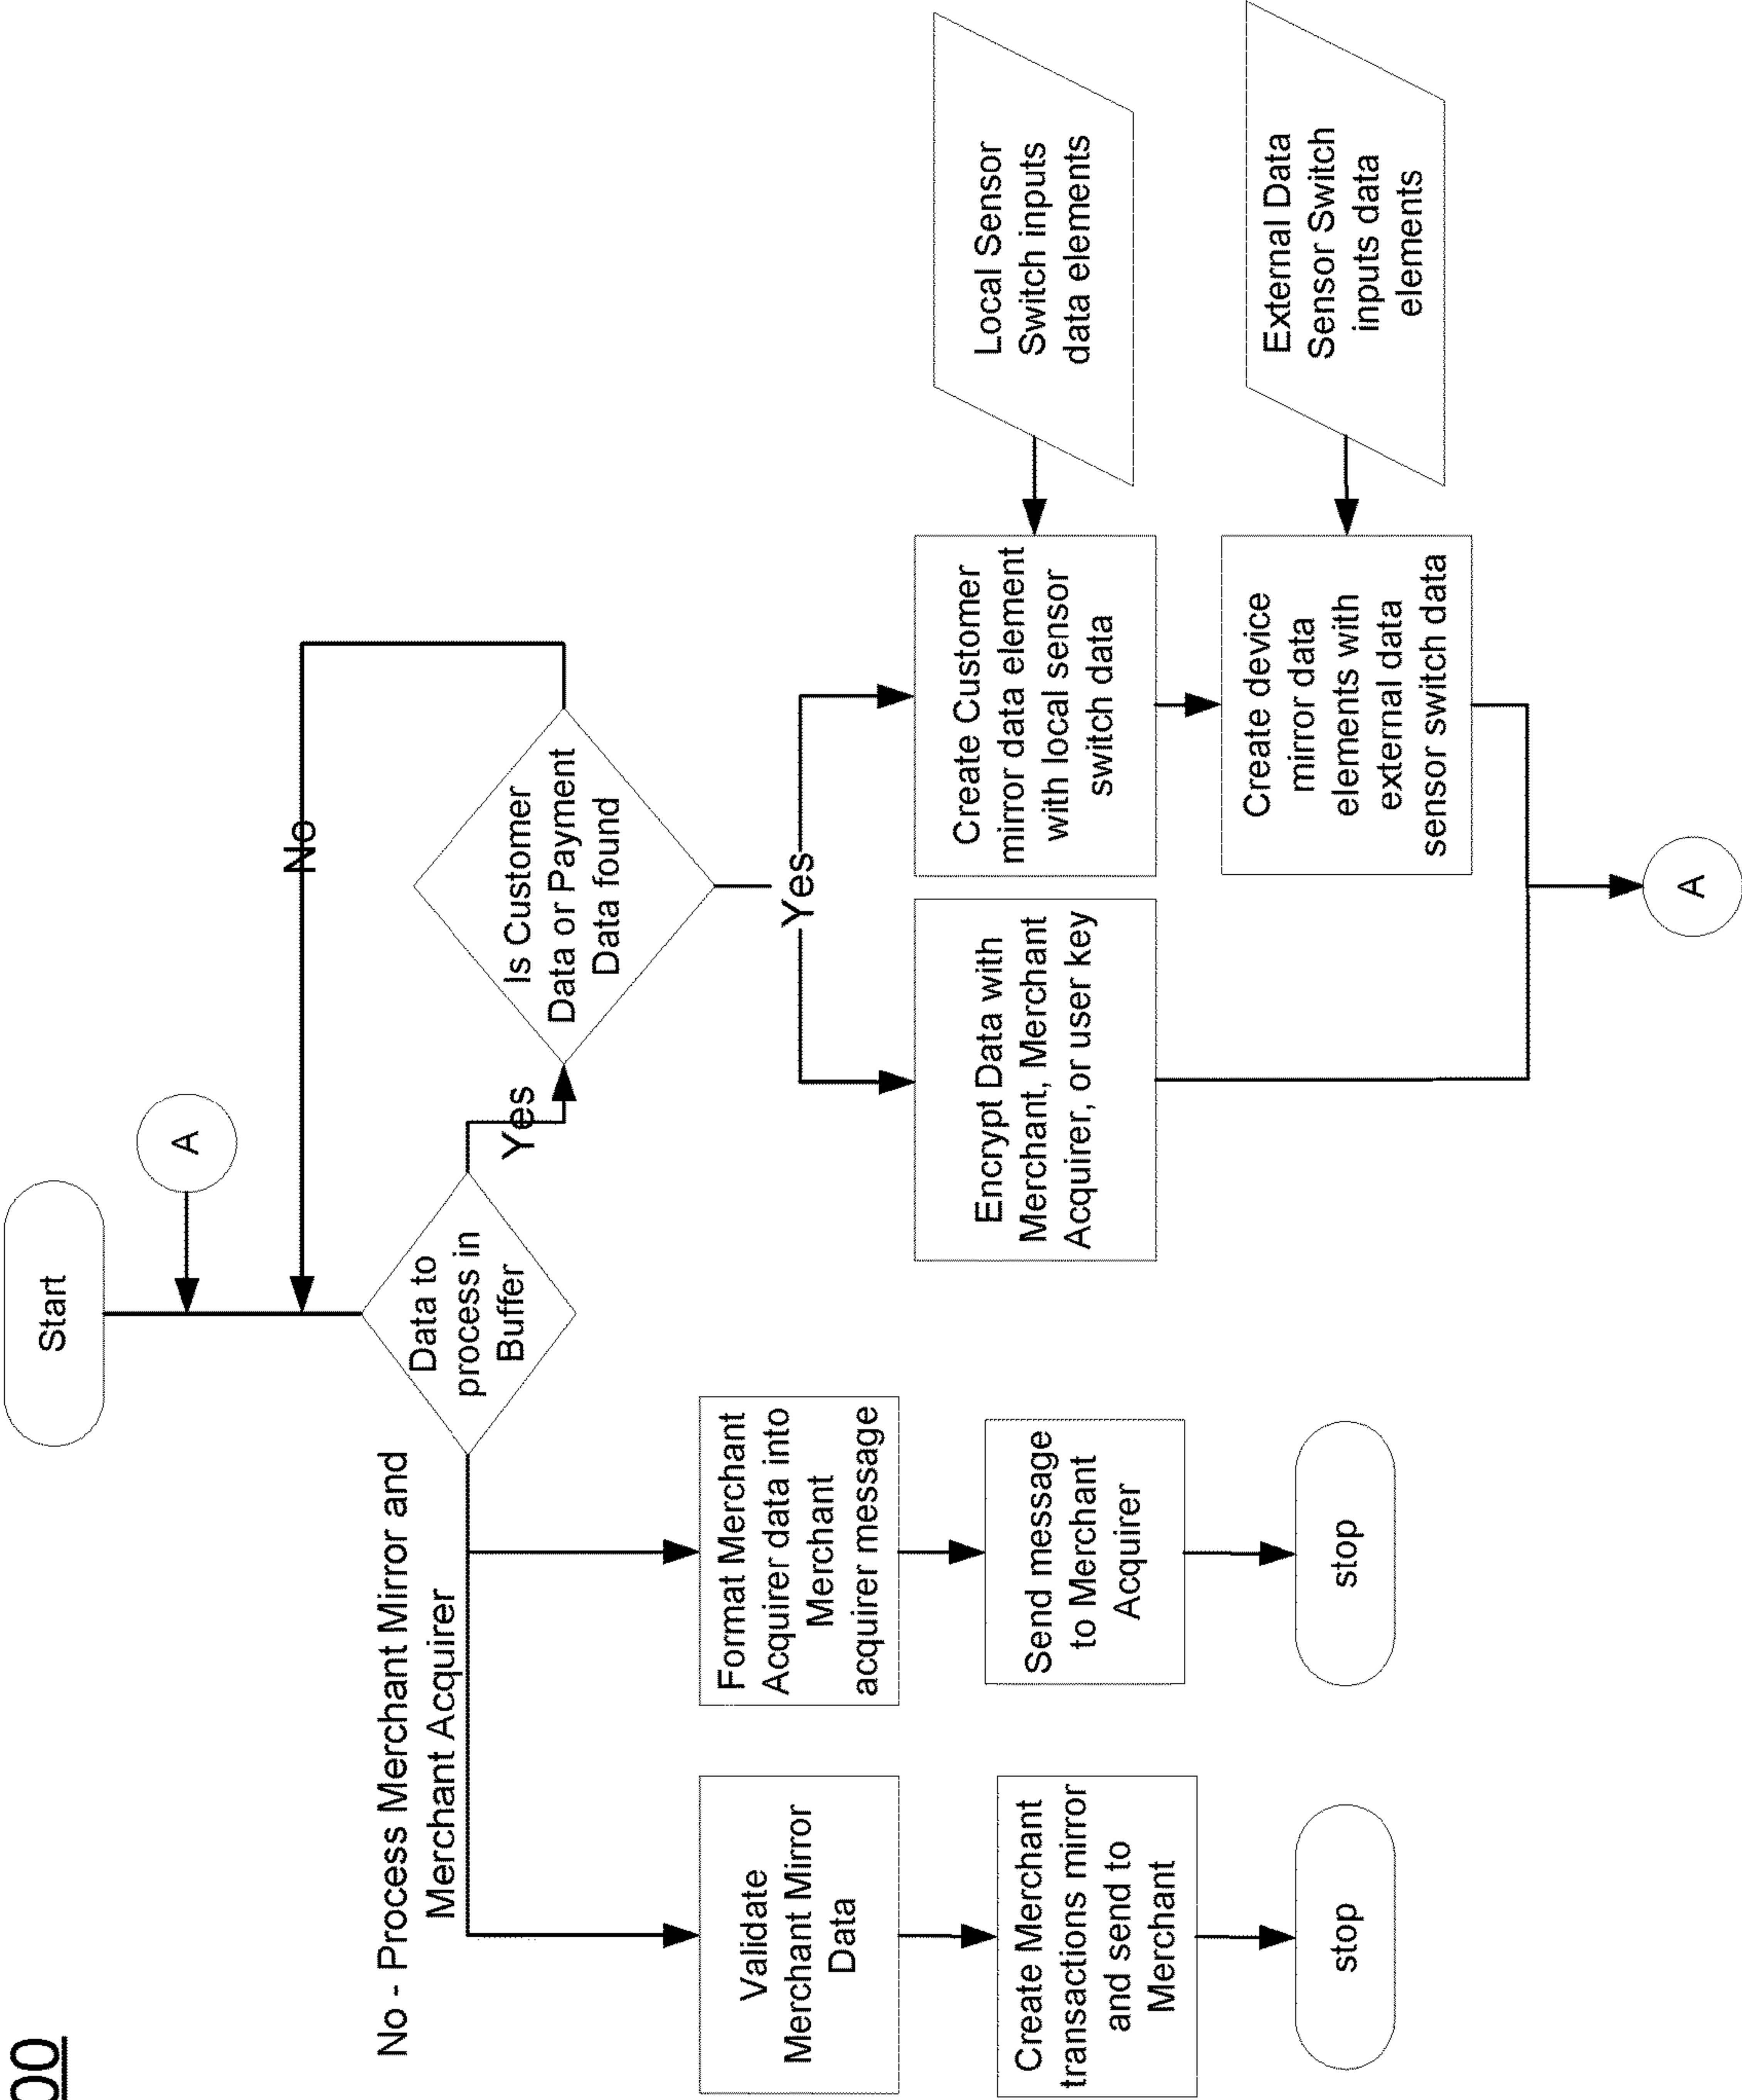 00
Start
A
Data to
process in
Buffer
No
Yes
Is Customer
Data or Payment
Data found
No - Process Merchant Mirror and
Merchant Acquirer
Yes
Validate
Merchant Mirror
Data
Format Merchant
Acquirer data into
Merchant
acquirer message
Encrypt Data with
Merchant, Merchant
Acquirer, or user key
Create Customer
mirror data element
with local sensor
switch data
Local Sensor
Switch inputs
data elements
Create Merchant
transactions mirror
and send to
Merchant
Send message
to Merchant
Acquirer
Create device
mirror data
elements with
external data
sensor switch data
External Data
Sensor Switch
inputs data
elements
stop
stop
A